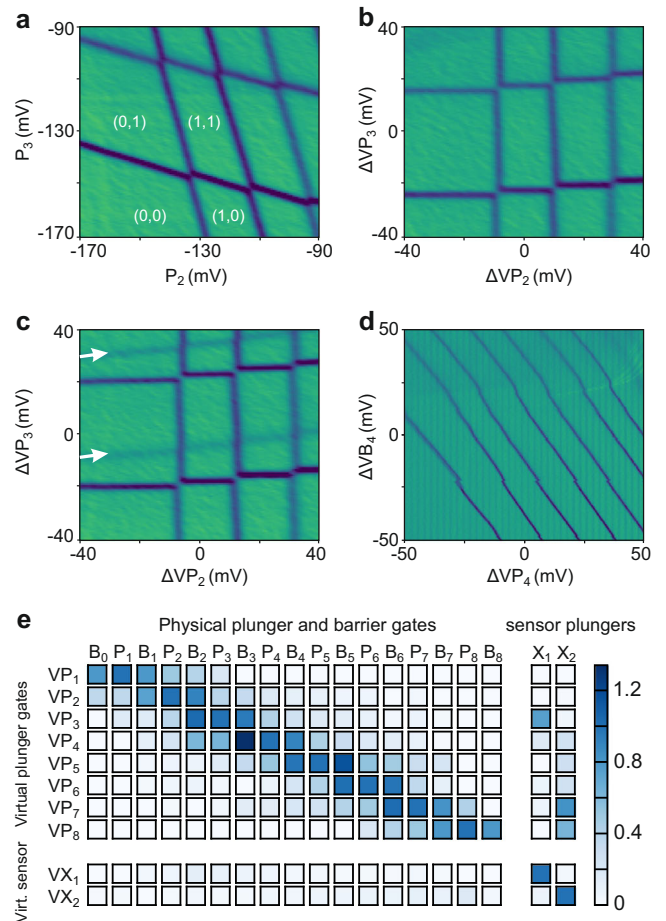 a
b
-90
-130
-170
P3 (mV)
(0,1)
(1,1)
(0,0)
(1,0)
-170
-130
-90
P2 (mV)
40
0
-40
ΔVP3 (mV)
-40
0
40
ΔVP2 (mV)
c
d
40
0
-40
ΔVP3 (mV)
-40
0
40
ΔVP2 (mV)
50
0
-50
ΔVB4 (mV)
-50
0
50
ΔVP4 (mV)
e
Physical plunger and barrier gates
sensor plungers
B0 P1 B1 P2 B2 P3 B3 P4 B4 P5 B5 P6 B6 P7 B7 P8 B8 X1 X2
Virtual plunger gates
VP1
VP2
VP3
VP4
VP5
VP6
VP7
VP8
Virt. sensor
VX1
VX2
1.2
0.8
0.4
0